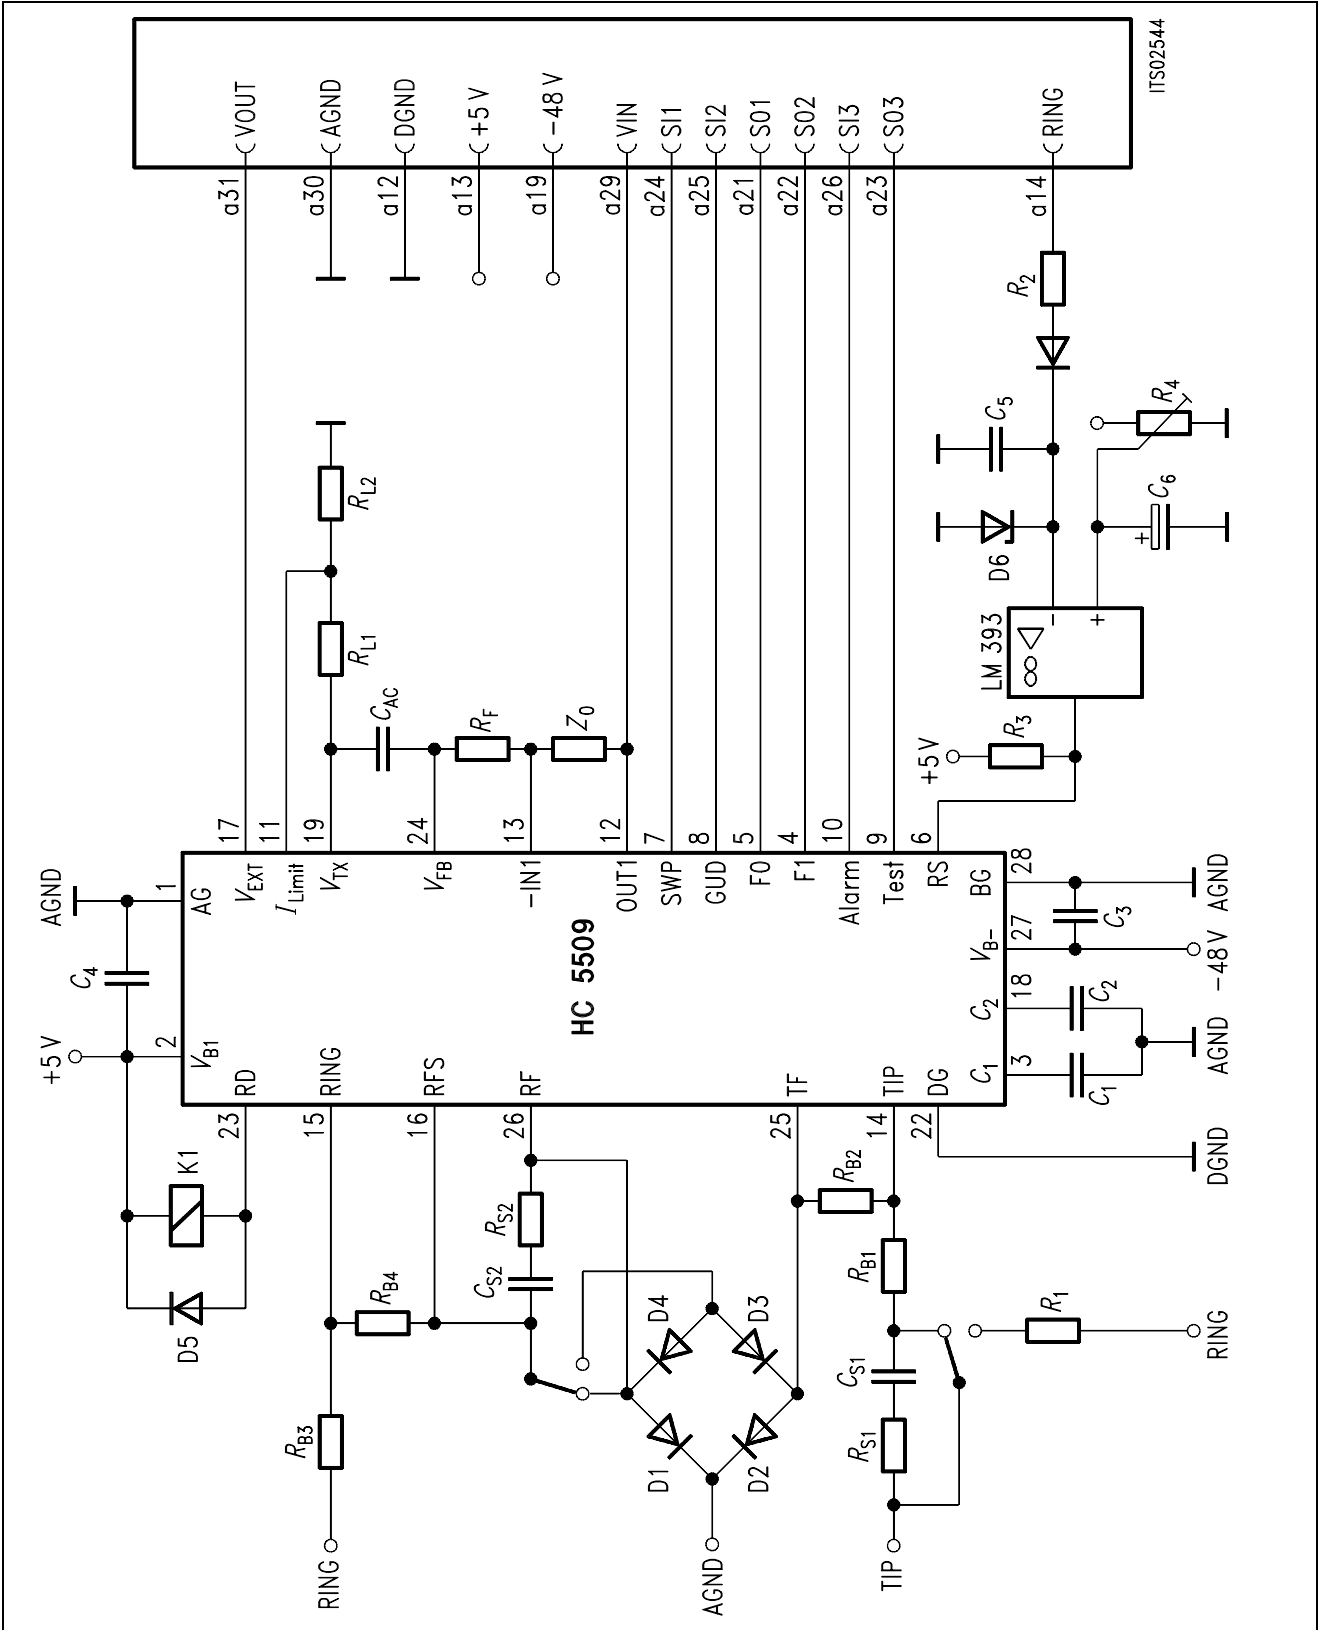 ITS02544
VOUT
AGND
DGND
+5 V
-48 V
VIN
SI1
SI2
SO1
SO2
SI3
SO3
RING
a31
a30
a12
a13
a19
a29
a24
a25
a21
a22
a26
a23
a14
R2
R4
C5
C6
+
D6
RL2
RL1
CAC
RF
Z0
LM 393
∞
-
+
R3
+5 V
17
11
19
24
13
12
7
8
5
4
10
9
6
VEXT
ILimit
VTX
VFB
-IN1
OUT1
SWP
GUD
F0
F1
Alarm
Test
RS
AGND
1
AG
C4
+5 V
2
VB1
HC 5509
BG
28
AGND
C3
VB-
27
-48 V
C2
18
C2
AGND
C1
3
C1
RD
RING
RFS
RF
TF
TIP
DG
23
15
16
26
25
14
22
DGND
K1
D5
RB4
RB3
RS2
CS2
D4
D3
D1
D2
RB2
RB1
CS1
RS1
R1
RING
RING
AGND
TIP